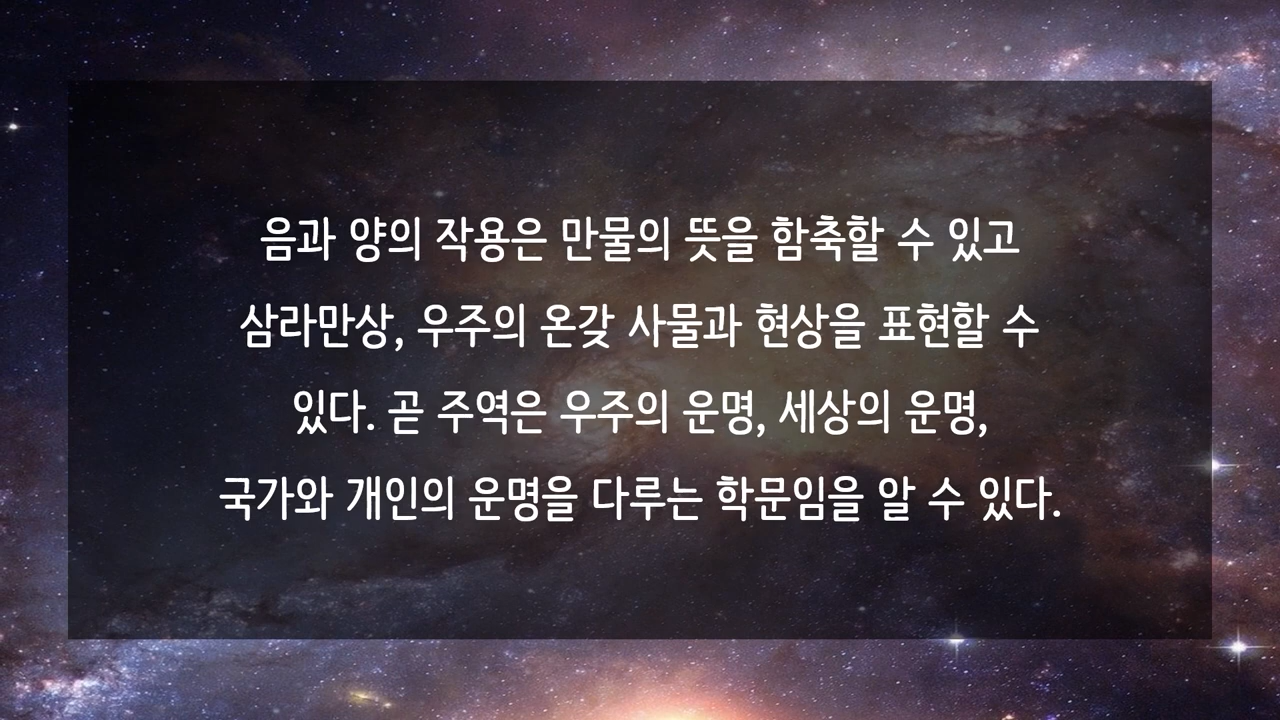 음과 양의 작용은 만물의 뜻을 함축할 수 있고
삼라만상, 우주의 온갖 사물과 현상을 표현할 수
있다. 곧 주역은 우주의 운명, 세상의 운명,
국가와 개인의 운명을 다루는 학문임을 알 수 있다.